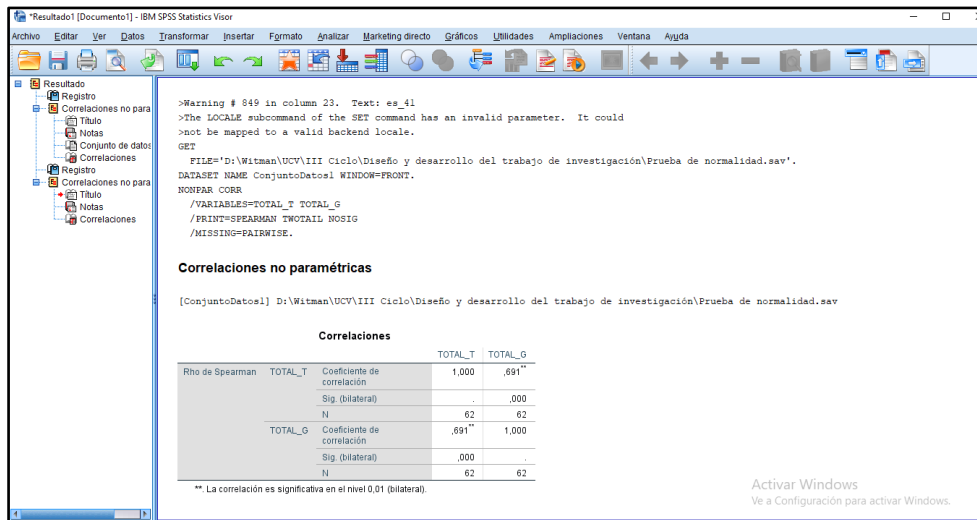 *Resultado1 [Documento1] - IBM SPSS Statistics Visor
Archivo Editar Ver Datos Transformar Insertar Formato Analizar Marketing directo Gráficos Utilidades Ampliaciones Ventana Ayuda
Resultado
Registro
Correlaciones no para
Título
Notas
Conjunto de datos
Correlaciones
Registro
Correlaciones no para
Título
Notas
Correlaciones
>Warning # 849 in column 23. Text: es_41
>The LOCALE subcommand of the SET command has an invalid parameter. It could
>not be mapped to a valid backend locale.
GET
FILE='D:\Witman\UCV\III Ciclo\Diseño y desarrollo del trabajo de investigación\Prueba de normalidad.sav'.
DATASET NAME ConjuntoDatos1 WINDOW=FRONT.
NONPAR CORR
/VARIABLES=TOTAL_T TOTAL_G
/PRINT=SPEARMAN TWOTAIL NOSIG
/MISSING=PAIRWISE.
Correlaciones no paramétricas
[ConjuntoDatos1] D:\Witman\UCV\III Ciclo\Diseño y desarrollo del trabajo de investigación\Prueba de normalidad.sav
Correlaciones
TOTAL_T TOTAL_G
Rho de Spearman TOTAL_T Coeficiente de correlación 1,000 ,691**
Sig. (bilateral) . ,000
N 62 62
TOTAL_G Coeficiente de correlación ,691** 1,000
Sig. (bilateral) ,000 .
N 62 62
**. La correlación es significativa en el nivel 0,01 (bilateral).
Activar Windows
Ve a Configuración para activar Windows.